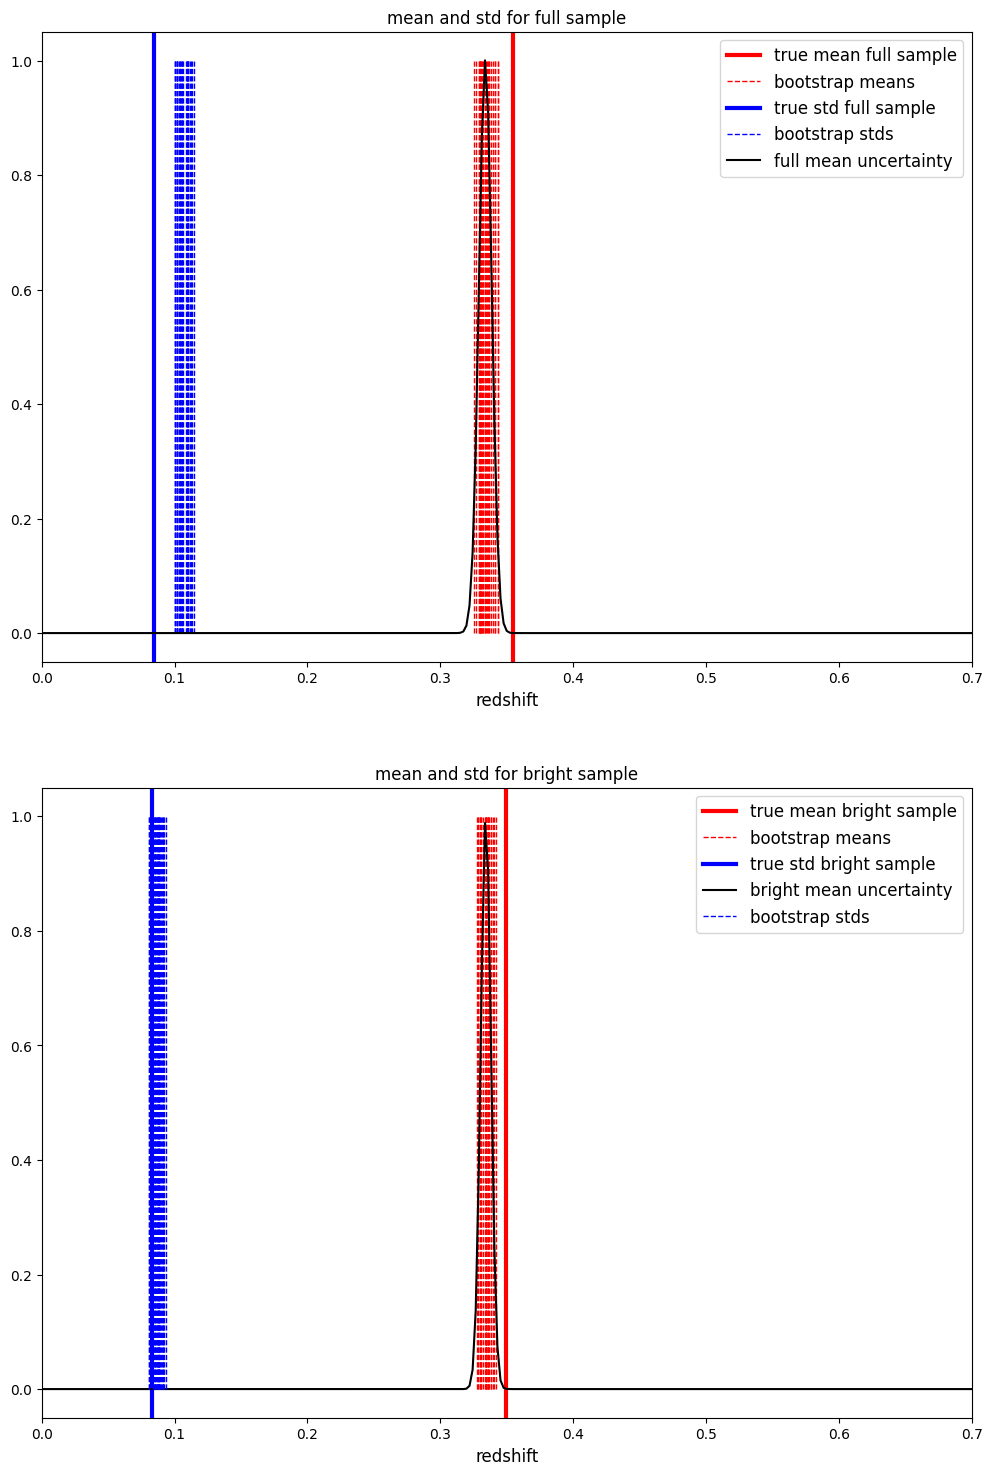 mean and std for full sample
true mean full sample
bootstrap means
true std full sample
bootstrap stds
full mean uncertainty
1.0
0.8
0.6
0.4
0.2
0.0
0.0 0.1 0.2 0.3 0.4 0.5 0.6 0.7
redshift
mean and std for bright sample
true mean bright sample
bootstrap means
true std bright sample
bright mean uncertainty
bootstrap stds
1.0
0.8
0.6
0.4
0.2
0.0
0.0 0.1 0.2 0.3 0.4 0.5 0.6 0.7
redshift